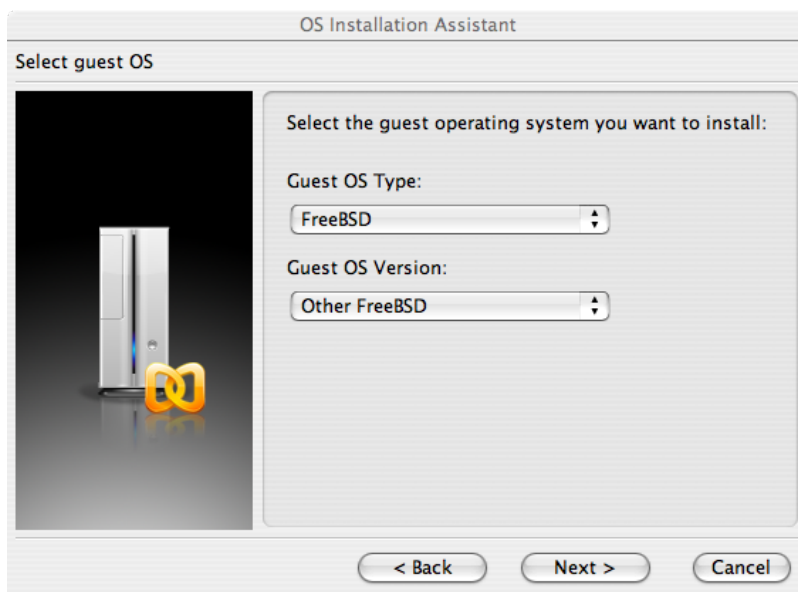 OS Installation Assistant
Select guest OS
Select the guest operating system you want to install:
Guest OS Type:
FreeBSD
Guest OS Version:
Other FreeBSD
< Back
Next >
Cancel